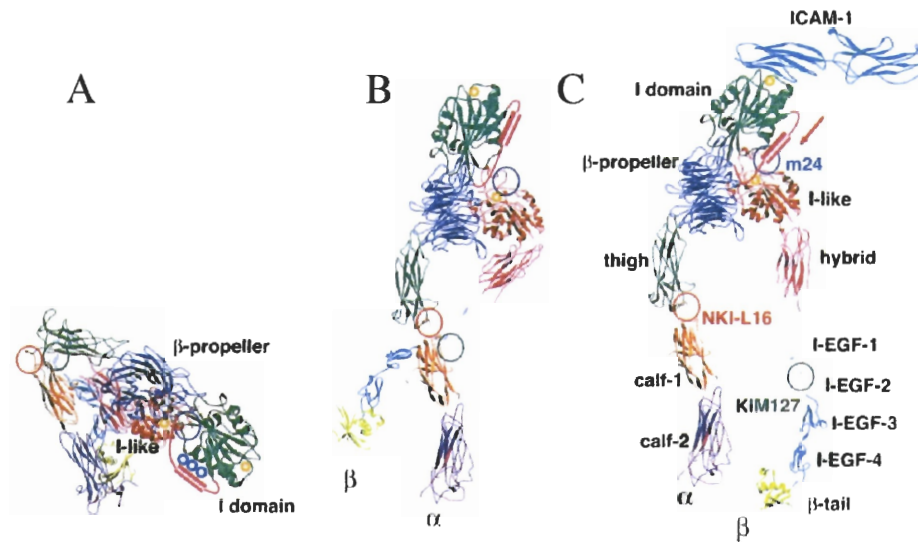 A
β-propeller
I-like
I domain
B
β
α
C
ICAM-1
I domain
β-propeller
m24
I-like
thigh
hybrid
NKI-L16
I-EGF-1
calf-1
I-EGF-2
KIM127
I-EGF-3
calf-2
I-EGF-4
α
β-tail
β